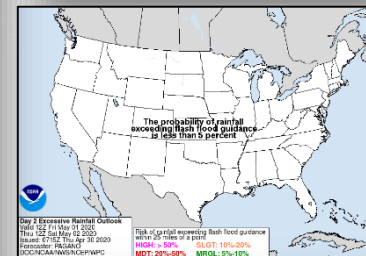 The probability of rainfall
exceeding flash flood guidance
is less than 5 percent
Day 2 Excessive Rainfall Outlook
Valid 12Z Fri May 01 2020
Thru 12Z Sat May 02 2020
Issued: 0715Z Thu Apr 30 2020
Forecaster: PAGANO
DOC/NOAA/NWS/NCEP/WPC
Risk of rainfall exceeding flash flood guidance
within 25 miles of a point
HIGH: > 50% SLGT: 10%-20%
MDT: 20%-50% MRGL: 5%-10%